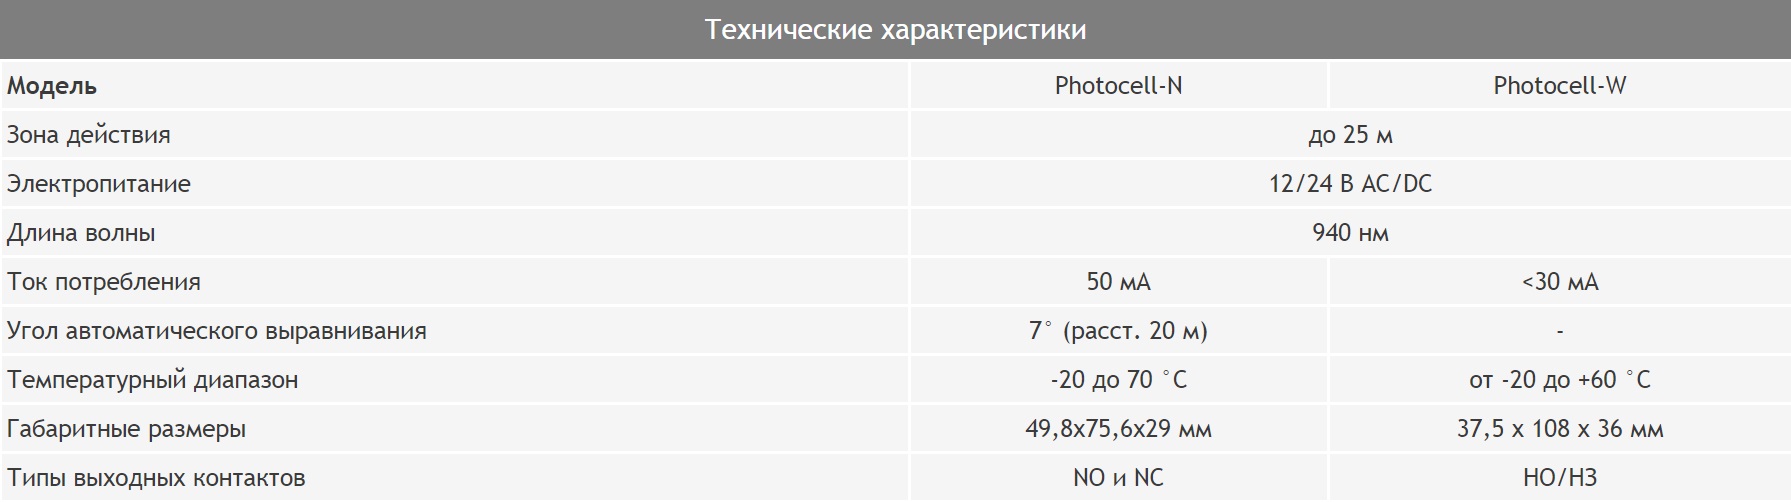 Технические характеристики
Модель Photocell-N Photocell-W
Зона действия до 25 м
Электропитание 12/24 В AC/DC
Длина волны 940 нм
Ток потребления 50 мА <30 мА
Угол автоматического выравнивания 7° (расст. 20 м) -
Температурный диапазон -20 до 70 °C от -20 до +60 °C
Габаритные размеры 49,8x75,6x29 мм 37,5 x 108 x 36 мм
Типы выходных контактов NO и NC НО/НЗ